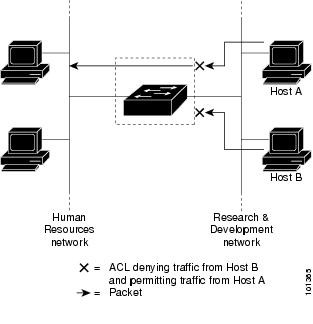 Host A
Host B
Human
Resources
network
Research &
Development
network
= ACL denying traffic from Host B
and permitting traffic from Host A
= Packet
101365